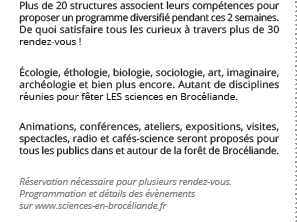 Plus de 20 structures associent leurs compétences pour
proposer un programme diversifié pendant ces 2 semaines.
De quoi satisfaire tous les curieux à travers plus de 30
rendez-vous !
Écologie, éthologie, biologie, sociologie, art, imaginaire,
archéologie et bien plus encore. Autant de disciplines
réunies pour fêter LES sciences en Brocéliande.
Animations, conférences, ateliers, expositions, visites,
spectacles, radio et cafés-science seront proposés pour
tous les publics dans et autour de la forêt de Brocéliande.
Réservation nécessaire pour plusieurs rendez-vous.
Programmation et détails des évènements
sur www.sciences-en-brocéliande.fr